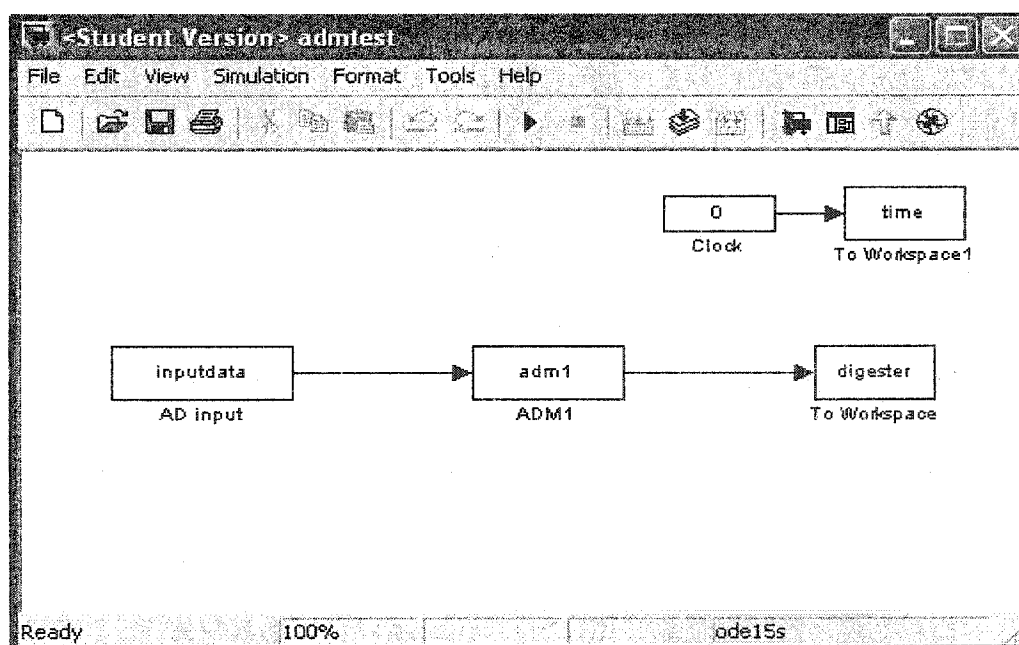 <Student Version> admtest
File Edit View Simulation Format Tools Help
0
time
Clock
To Workspace1
inputdata
adm1
digester
AD input
ADM1
To Workspace
Ready
100%
ode15s